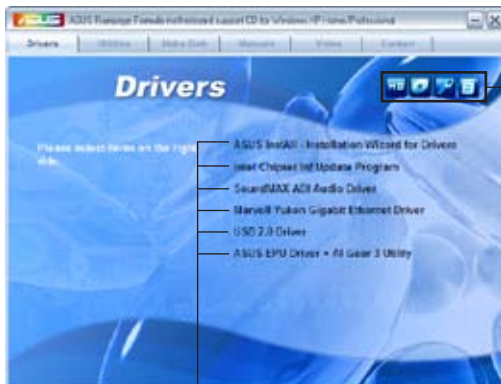 ASUS Rampage Formula motherboard support CD for Windows XP Home/Professional
Drivers Utilities Make Disk Manuals Video Contact
Drivers
Please select items on the right side.
ASUS InstAll - Installation Wizard for Drivers
Intel Chipset Inf Update Program
SoundMAX ADI Audio Driver
Marvell Yukon Gigabit Ethernet Driver
USB 2.0 Driver
ASUS EPU Driver + AI Gear 3 Utility